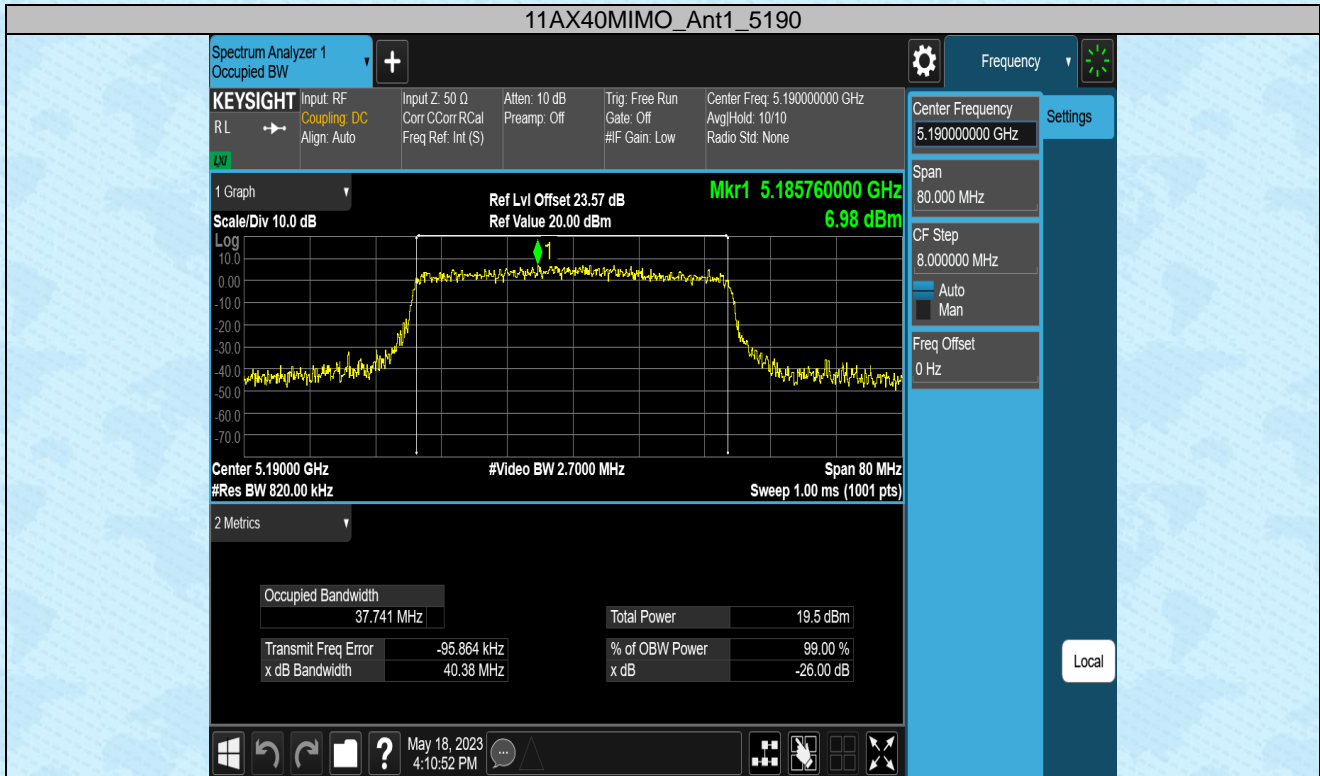 11AX40MIMO_Ant1_5190
Spectrum Analyzer 1
Occupied BW
+
Frequency
KEYSIGHT
R L
LXI
Input: RF
Coupling: DC
Align: Auto
Input Z: 50 Ω
Corr CCorr RCal
Freq Ref: Int (S)
Atten: 10 dB
Preamp: Off
Trig: Free Run
Gate: Off
#IF Gain: Low
Center Freq: 5.190000000 GHz
Avg|Hold: 10/10
Radio Std: None
Center Frequency
5.190000000 GHz
Settings
Span
80.000 MHz
CF Step
8.000000 MHz
Auto
Man
Freq Offset
0 Hz
Local
1 Graph
Scale/Div 10.0 dB
Ref Lvl Offset 23.57 dB
Ref Value 20.00 dBm
Mkr1 5.185760000 GHz
6.98 dBm
Log
1
10.0
0.00
-10.0
-20.0
-30.0
-40.0
-50.0
-60.0
-70.0
Center 5.19000 GHz
#Video BW 2.7000 MHz
Span 80 MHz
#Res BW 820.00 kHz
Sweep 1.00 ms (1001 pts)
2 Metrics
Occupied Bandwidth
37.741 MHz
Total Power 19.5 dBm
Transmit Freq Error -95.864 kHz
% of OBW Power 99.00 %
x dB Bandwidth 40.38 MHz
x dB -26.00 dB
?
May 18, 2023
4:10:52 PM